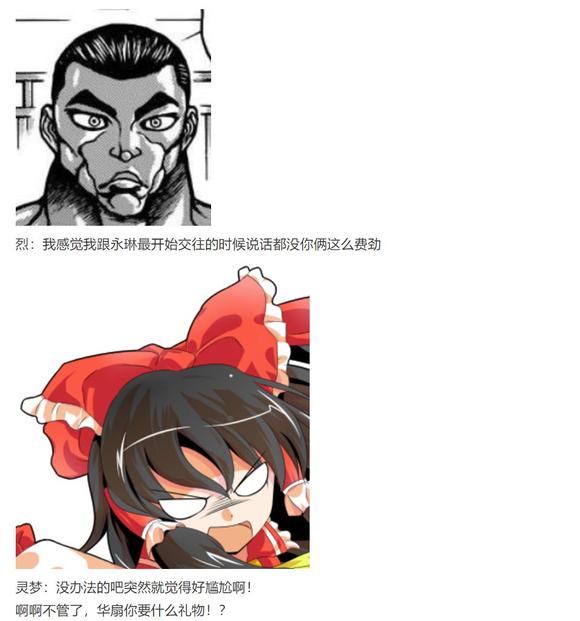 烈：我感觉我跟永琳最开始交往的时候说话都没你俩这么费劲
灵梦：没办法的吧突然就觉得好尴尬啊！
啊啊不管了，华扇你要什么礼物！？